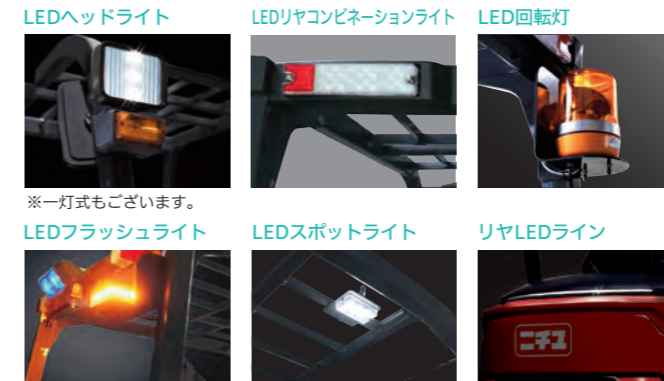 LEDヘッドライト
LEDリヤコンビネーションライト
LED回転灯
※一灯式もございます。
LEDフラッシュライト
LEDスポットライト
リヤLEDライン
ニチユ